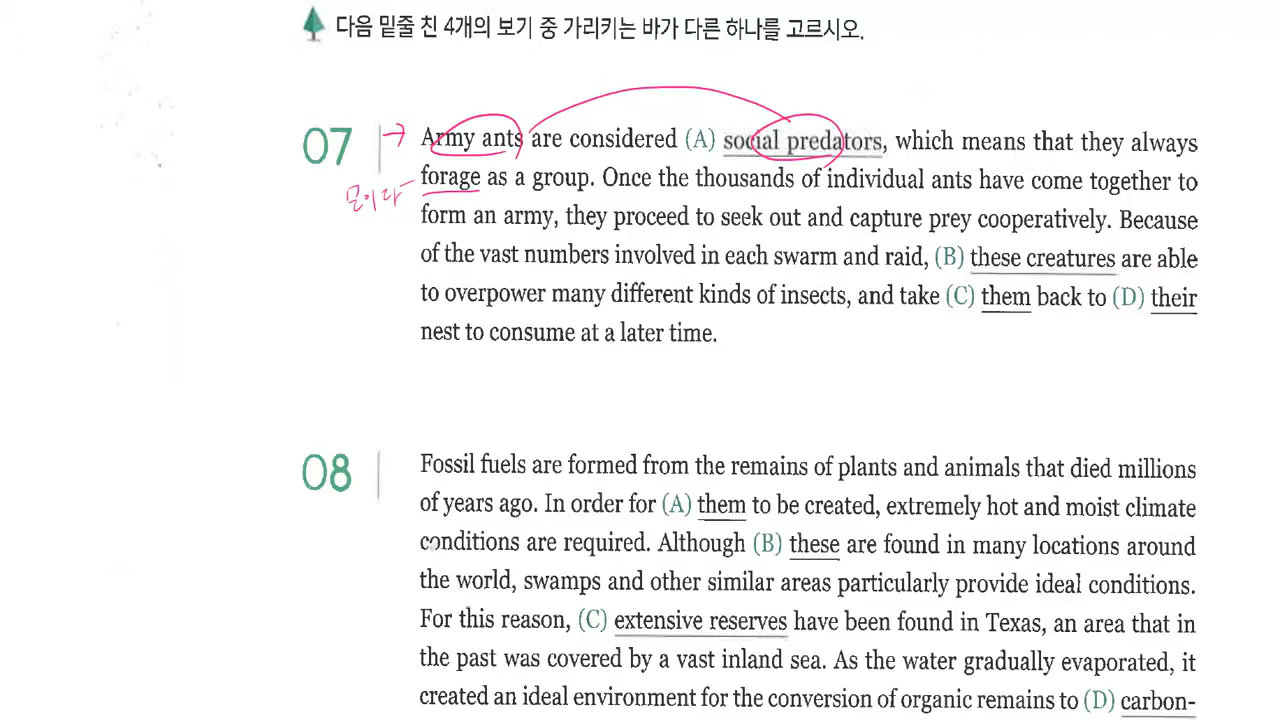 다음 밑줄 친 4개의 보기 중 가리키는 바가 다른 하나를 고르시오.
07
Army ants are considered (A) social predators, which means that they always
forage as a group. Once the thousands of individual ants have come together to
모이다
form an army, they proceed to seek out and capture prey cooperatively. Because
of the vast numbers involved in each swarm and raid, (B) these creatures are able
to overpower many different kinds of insects, and take (C) them back to (D) their
nest to consume at a later time.
08
Fossil fuels are formed from the remains of plants and animals that died millions
of years ago. In order for (A) them to be created, extremely hot and moist climate
conditions are required. Although (B) these are found in many locations around
the world, swamps and other similar areas particularly provide ideal conditions.
For this reason, (C) extensive reserves have been found in Texas, an area that in
the past was covered by a vast inland sea. As the water gradually evaporated, it
created an ideal environment for the conversion of organic remains to (D) carbon-